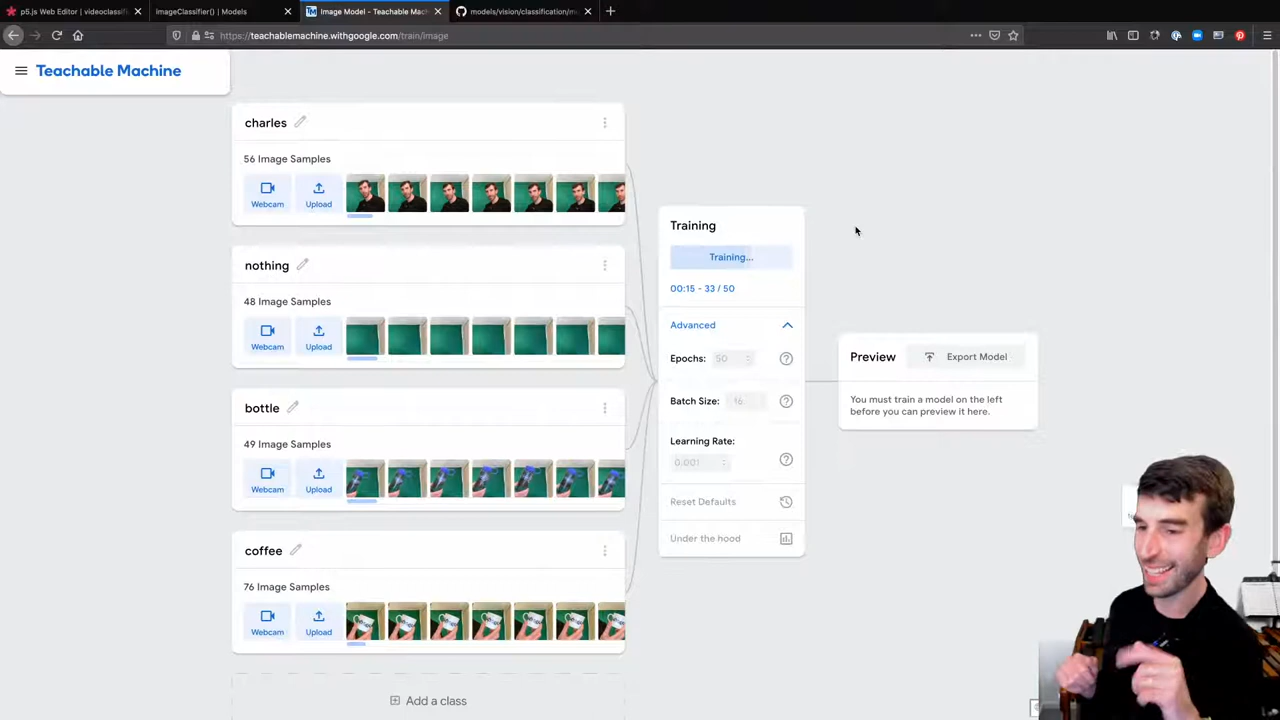 p5.js Web Editor | videoclassif
imageClassifier() | Models
Image Model - Teachable Mach
models/vision/classification/m
https://teachablemachine.withgoogle.com/train/image
Teachable Machine
charles
56 Image Samples
Webcam
Upload
nothing
48 Image Samples
Webcam
Upload
bottle
49 Image Samples
Webcam
Upload
coffee
76 Image Samples
Webcam
Upload
Add a class
Training
Training...
00:15 - 33 / 50
Advanced
Epochs:
50
Batch Size:
16
Learning Rate:
0.001
Reset Defaults
Under the hood
Preview
Export Model
You must train a model on the left
before you can preview it here.